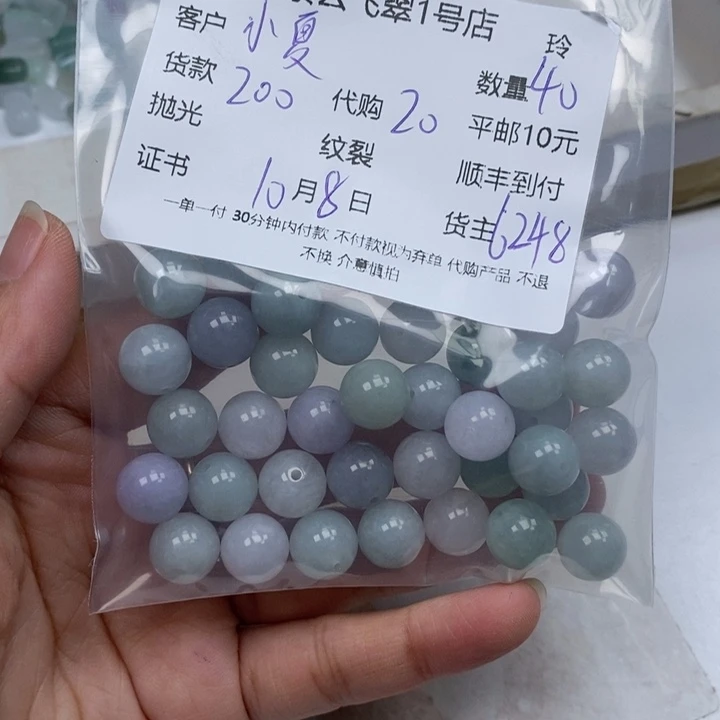 翠1号店
玲
客户 小夏
货款 200 代购 20 数量 40
抛光 纹裂 平邮10元
证书 10月8日 顺丰到付
货主 6248
一单一付 30分钟内付款 不付款视为弃单 代购产品 不退
不换 介意慎拍